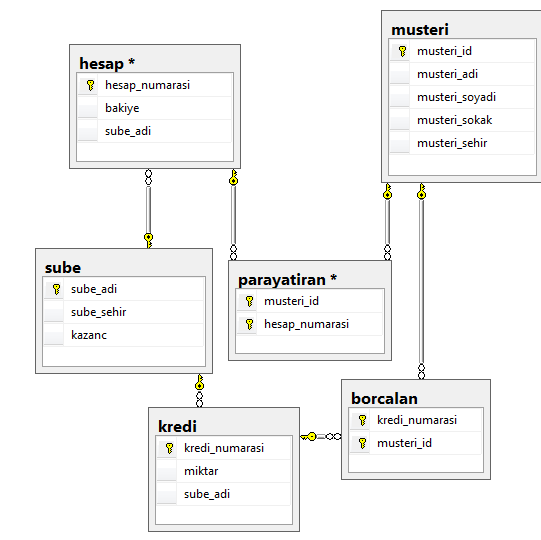 musteri
musteri_id
musteri_adi
musteri_soyadi
musteri_sokak
musteri_sehir
hesap *
hesap_numarasi
bakiye
sube_adi
sube
sube_adi
sube_sehir
kazanc
parayatiran *
musteri_id
hesap_numarasi
borcalan
kredi_numarasi
musteri_id
kredi
kredi_numarasi
miktar
sube_adi